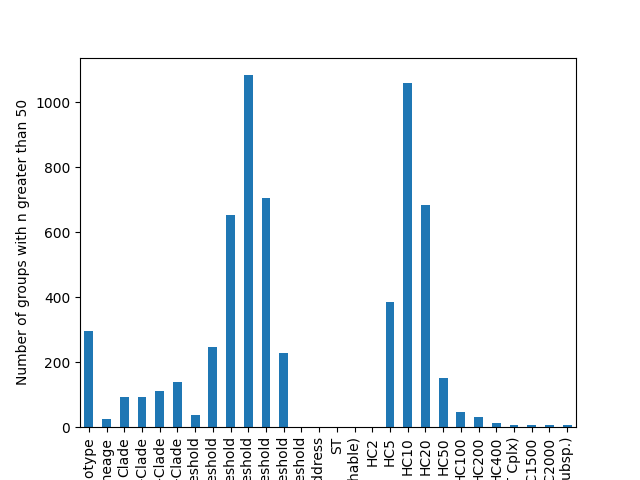 Number of groups with n greater than 50
1000
800
600
400
200
0
otype
neage
Clade
-Clade
-Clade
-Clade
eshold
eshold
eshold
eshold
eshold
eshold
eshold
ddress
ST
hable)
HC2
HC5
HC10
HC20
HC50
HC100
HC200
HC400
Cplx)
C1500
C2000
ubsp.)